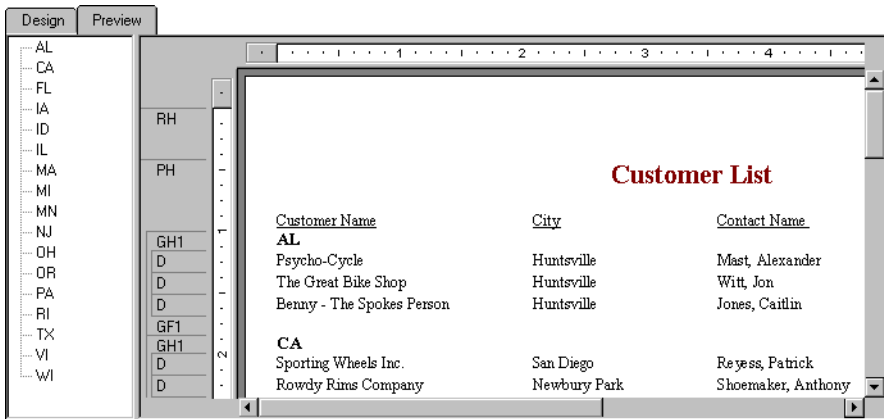 Design Preview
AL
CA
FL
IA
ID
IL
MA
MI
MN
NJ
OH
OR
PA
RI
TX
VI
WI
1 2 3 4
RH
PH
GH1
D
D
D
GF1
GH1
D
D
1
2
Customer List
Customer Name City Contact Name
AL
Psycho-Cycle Huntsville Mast, Alexander
The Great Bike Shop Huntsville Witt, Jon
Benny - The Spokes Person Huntsville Jones, Caitlin
CA
Sporting Wheels Inc. San Diego Reyess, Patrick
Rowdy Rims Company Newbury Park Shoemaker, Anthony